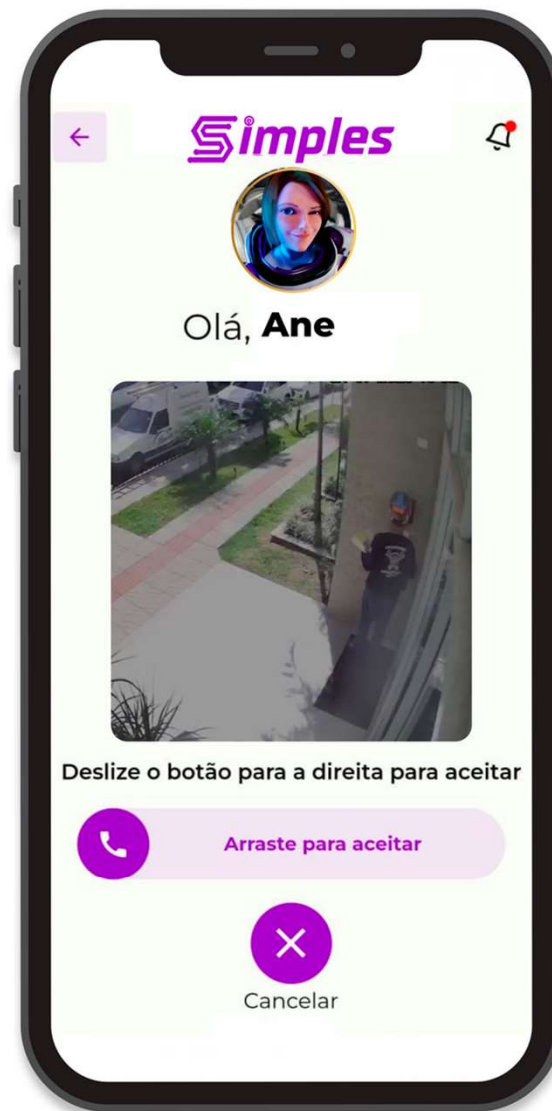 Simples
Olá, Ane
Deslize o botão para a direita para aceitar
Arraste para aceitar
Cancelar